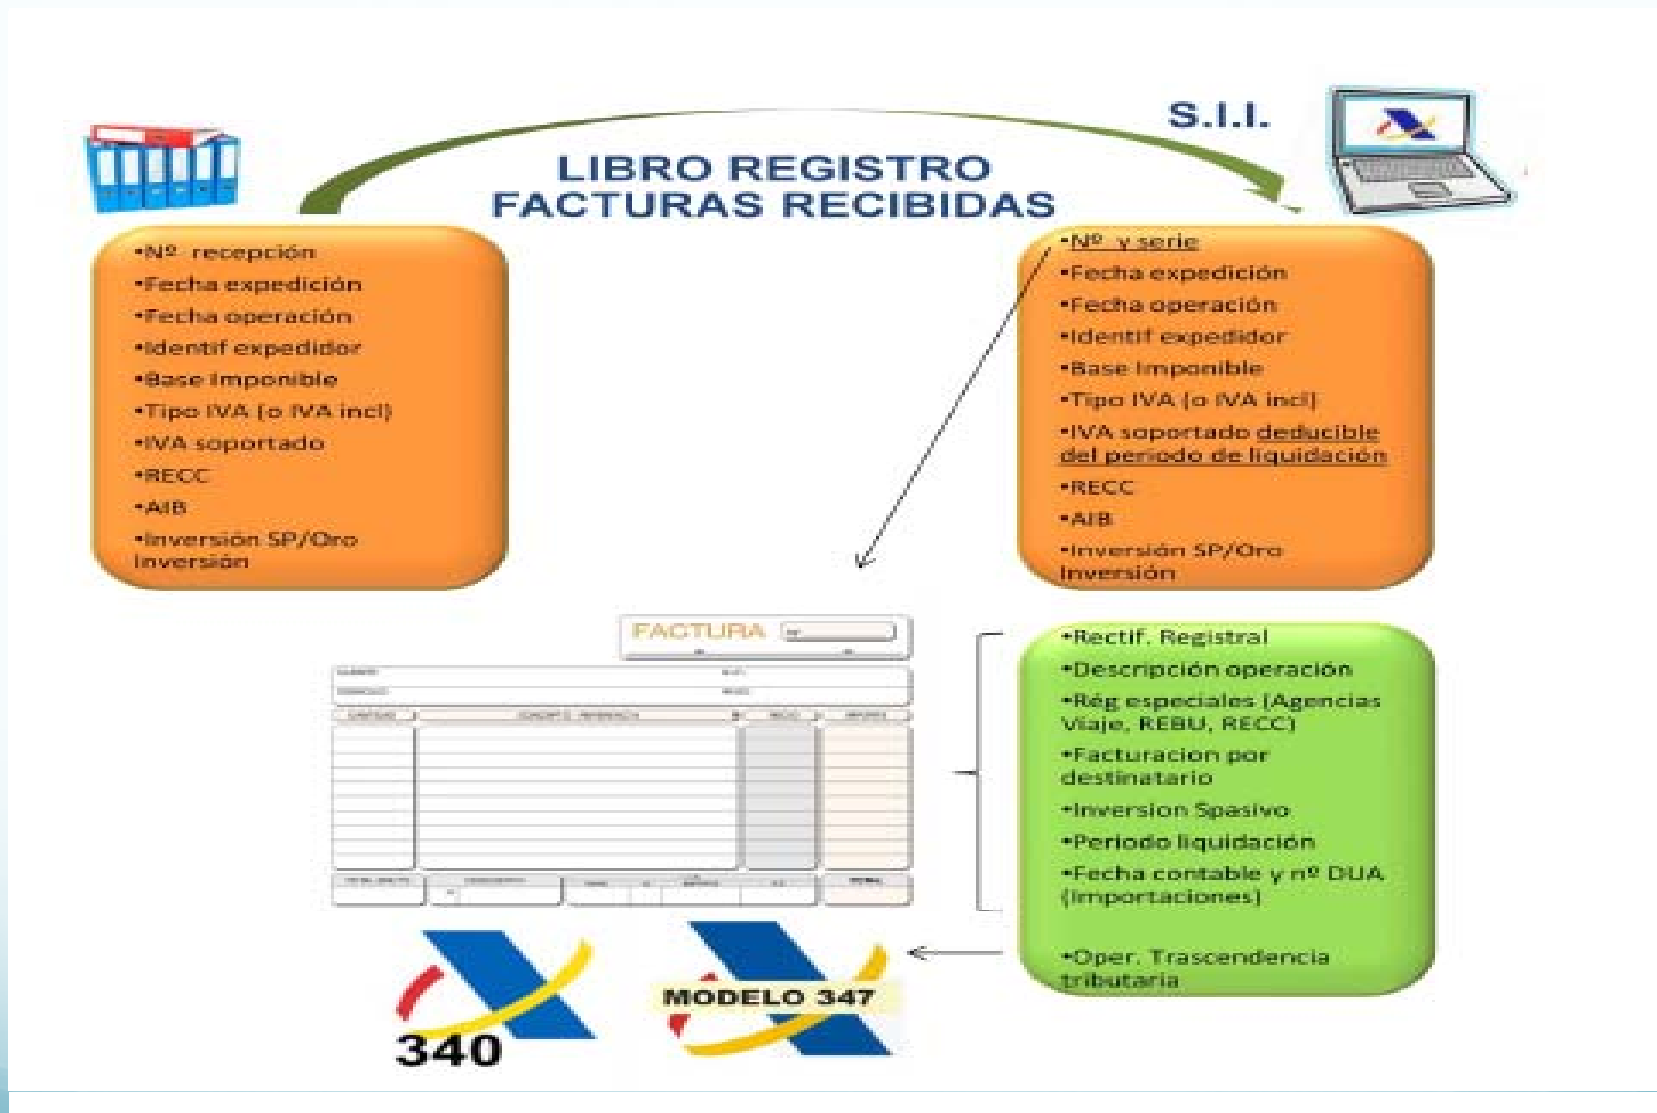 S.I.I.
LIBRO REGISTRO
FACTURAS RECIBIDAS
•Nº recepción
•Fecha expedición
•Fecha operación
•Identif expedidor
•Base Imponible
•Tipo IVA (o IVA incl)
•IVA soportado
•RECC
•AIB
•Inversión SP/Oro
Inversión
•Nº y serie
•Fecha expedición
•Fecha operación
•Identif expedidor
•Base Imponible
•Tipo IVA (o IVA incl)
•IVA soportado deducible
del periodo de liquidación
•RECC
•AIB
•Inversión SP/Oro
Inversión
FACTURA
•Rectif. Registral
•Descripción operación
•Rég especiales (Agencias
Viaje, REBU, RECC)
•Facturacion por
destinatario
•Inversion Spasivo
•Periodo liquidación
•Fecha contable y nº DUA
(Importaciones)
•Oper. Trascendencia
tributaria
340
MODELO 347